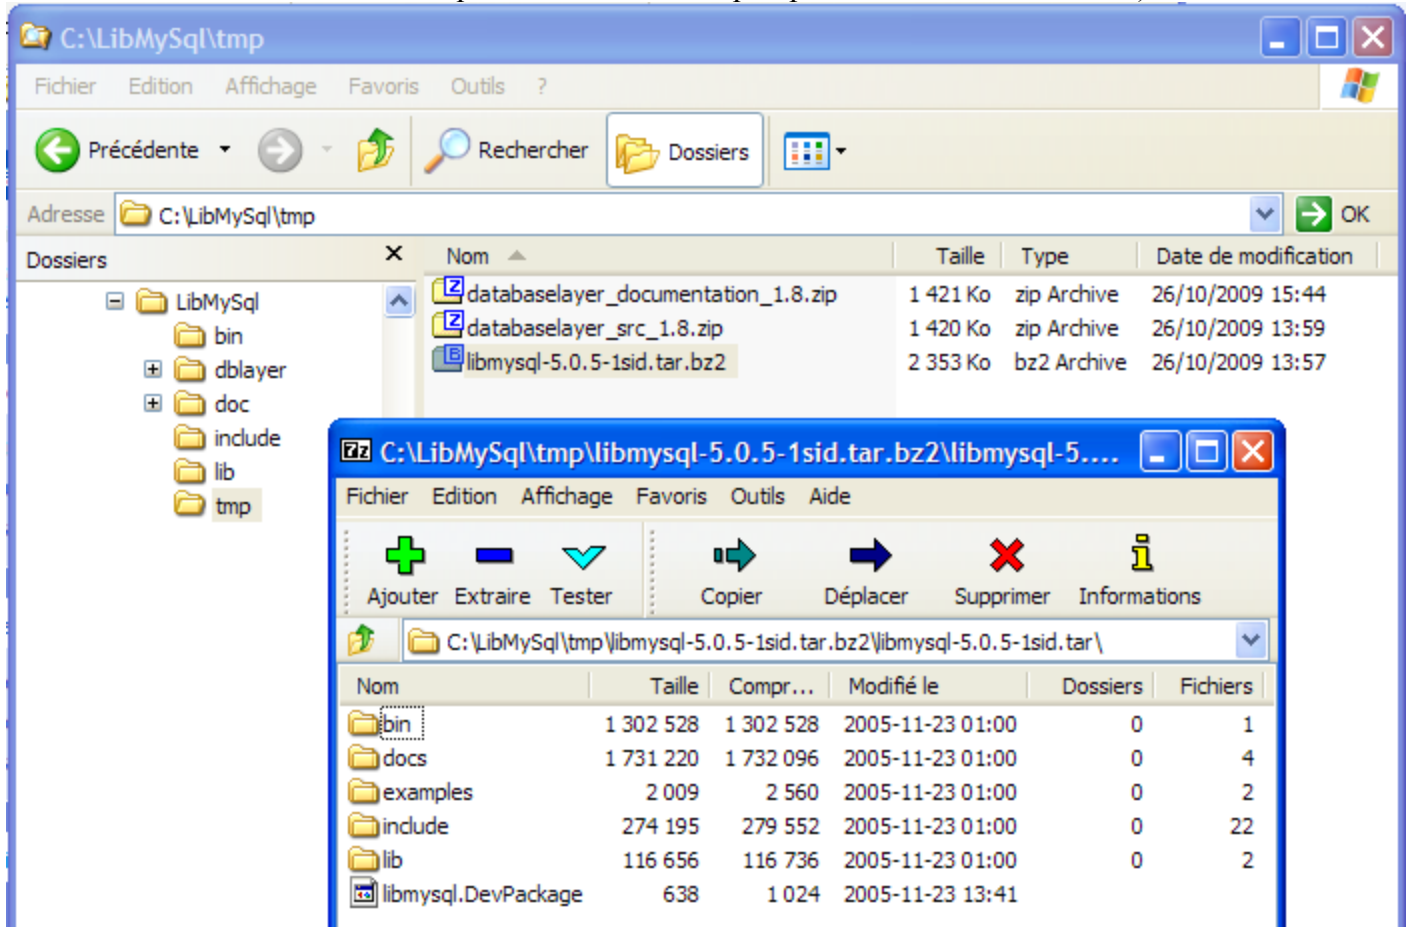 C:\LibMySql\tmp
Fichier Edition Affichage Favoris Outils ?
Précédente Rechercher Dossiers
Adresse C:\LibMySql\tmp OK
Dossiers Nom Taille Type Date de modification
LibMySql
bin
dblayer
doc
include
lib
tmp
databaselayer_documentation_1.8.zip 1 421 Ko zip Archive 26/10/2009 15:44
databaselayer_src_1.8.zip 1 420 Ko zip Archive 26/10/2009 13:59
libmysql-5.0.5-1sid.tar.bz2 2 353 Ko bz2 Archive 26/10/2009 13:57
C:\LibMySql\tmp\libmysql-5.0.5-1sid.tar.bz2\libmysql-5....
Fichier Edition Affichage Favoris Outils Aide
Ajouter Extraire Tester Copier Déplacer Supprimer Informations
C:\LibMySql\tmp\libmysql-5.0.5-1sid.tar.bz2\libmysql-5.0.5-1sid.tar\
Nom Taille Compr... Modifié le Dossiers Fichiers
bin 1 302 528 1 302 528 2005-11-23 01:00 0 1
docs 1 731 220 1 732 096 2005-11-23 01:00 0 4
examples 2 009 2 560 2005-11-23 01:00 0 2
include 274 195 279 552 2005-11-23 01:00 0 22
lib 116 656 116 736 2005-11-23 01:00 0 2
libmysql.DevPackage 638 1 024 2005-11-23 13:41